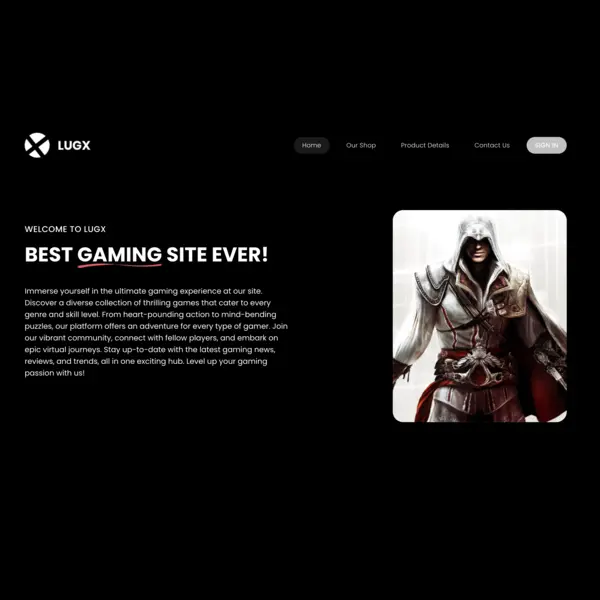 LUGX
Home
Our Shop
Product Details
Contact Us
SIGN IN
WELCOME TO LUGX
BEST GAMING SITE EVER!
Immerse yourself in the ultimate gaming experience at our site.
Discover a diverse collection of thrilling games that cater to every
genre and skill level. From heart-pounding action to mind-bending
puzzles, our platform offers an adventure for every type of gamer. Join
our vibrant community, connect with fellow players, and embark on
epic virtual journeys. Stay up-to-date with the latest gaming news,
reviews, and trends, all in one exciting hub. Level up your gaming
passion with us!